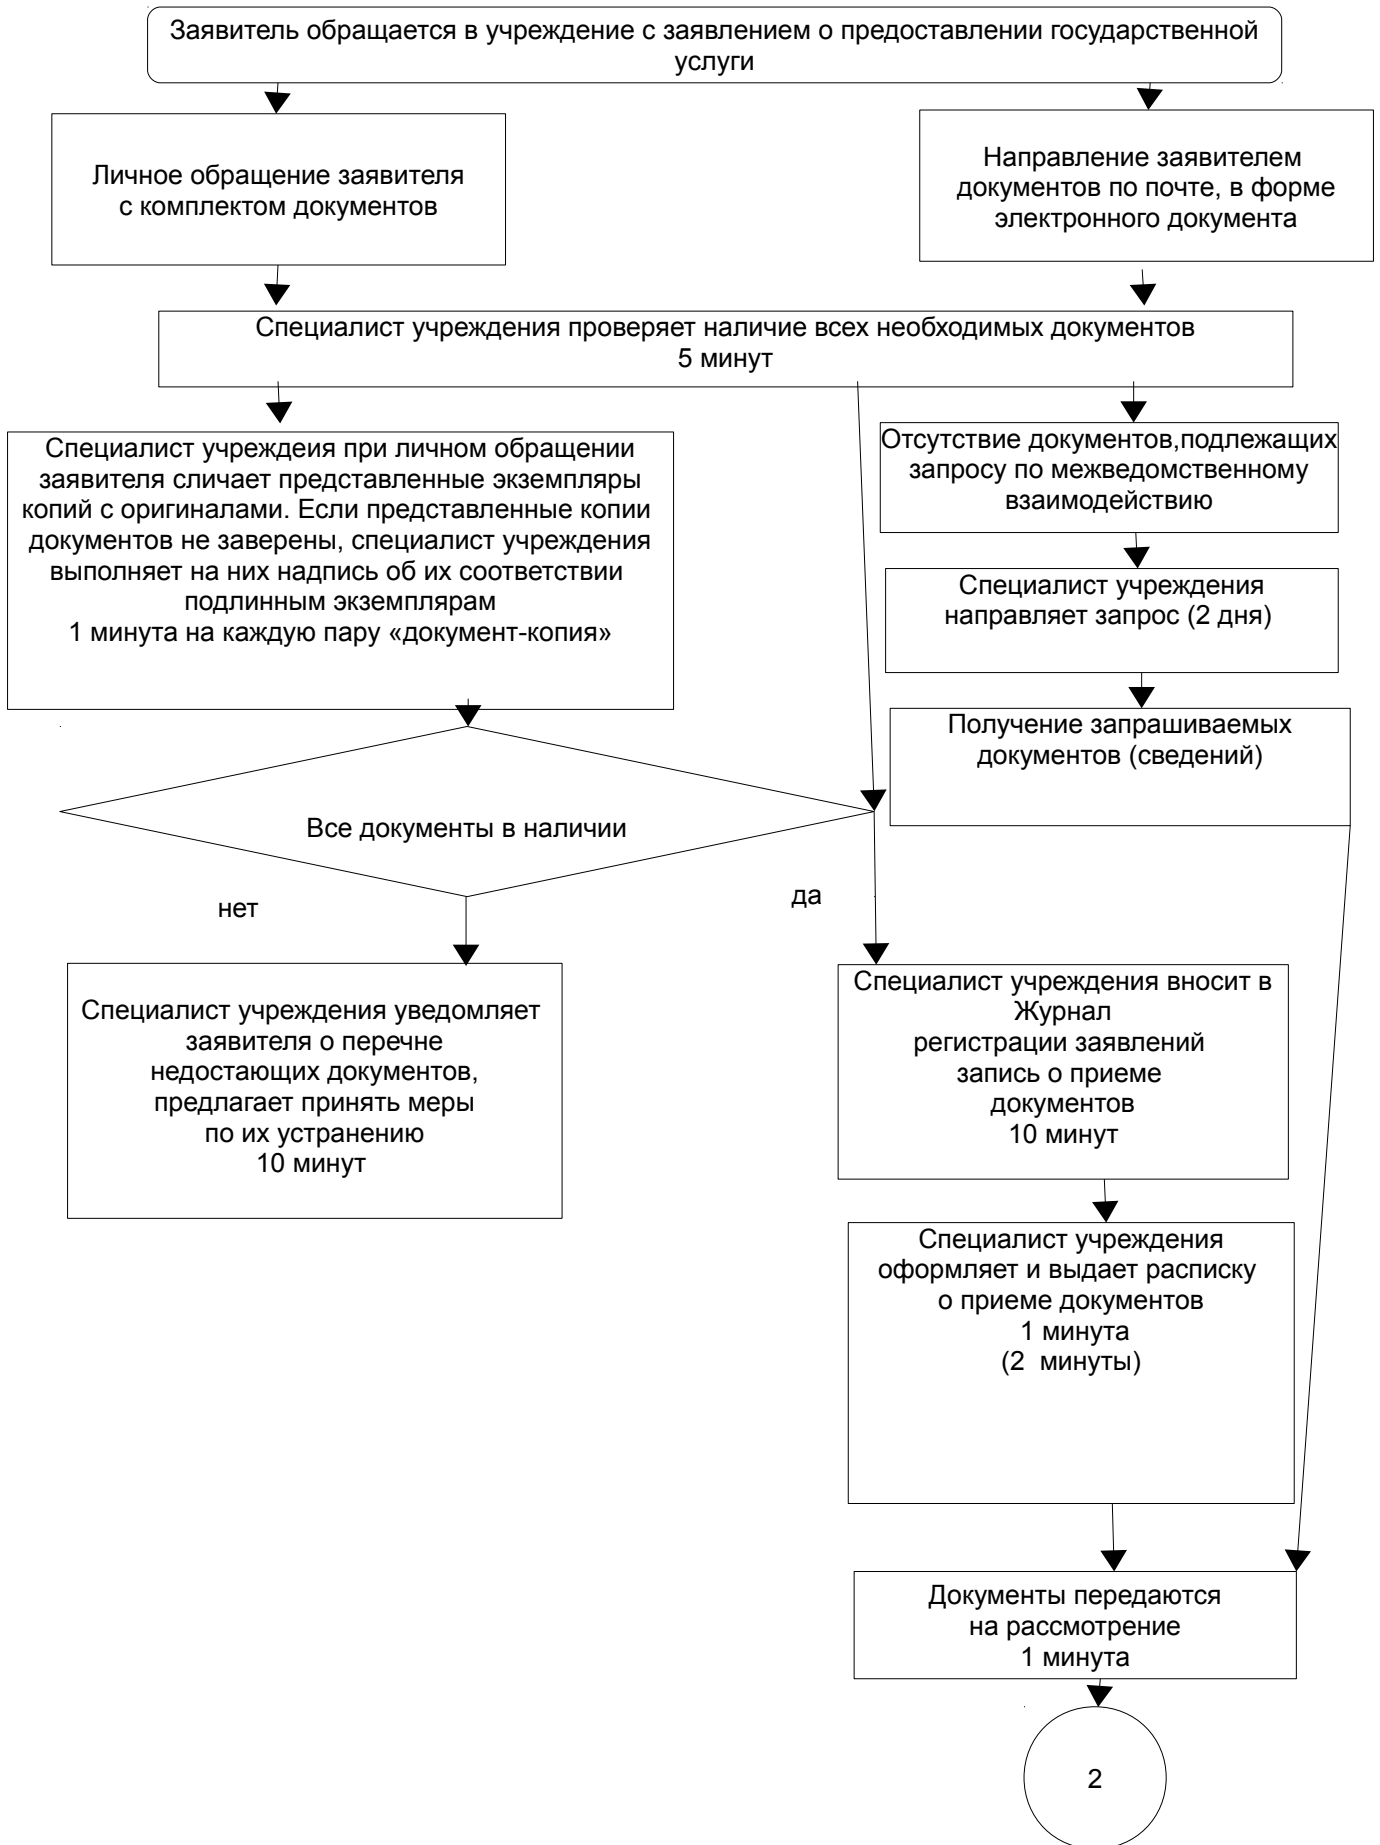 Заявитель обращается в учреждение с заявлением о предоставлении государственной
услуги
Личное обращение заявителя
с комплектом документов
Направление заявителем
документов по почте, в форме
электронного документа
Специалист учреждения проверяет наличие всех необходимых документов
5 минут
Специалист учреждеия при личном обращении
заявителя сличает представленные экземпляры
копий с оригиналами. Если представленные копии
документов не заверены, специалист учреждения
выполняет на них надпись об их соответствии
подлинным экземплярам
1 минута на каждую пару «документ-копия»
Отсутствие документов,подлежащих
запросу по межведомственному
взаимодействию
Специалист учреждения
направляет запрос (2 дня)
Получение запрашиваемых
документов (сведений)
Все документы в наличии
нет
да
Специалист учреждения уведомляет
заявителя о перечне
недостающих документов,
предлагает принять меры
по их устранению
10 минут
Специалист учреждения вносит в
Журнал
регистрации заявлений
запись о приеме
документов
10 минут
Специалист учреждения
оформляет и выдает расписку
о приеме документов
1 минута
(2 минуты)
Документы передаются
на рассмотрение
1 минута
2